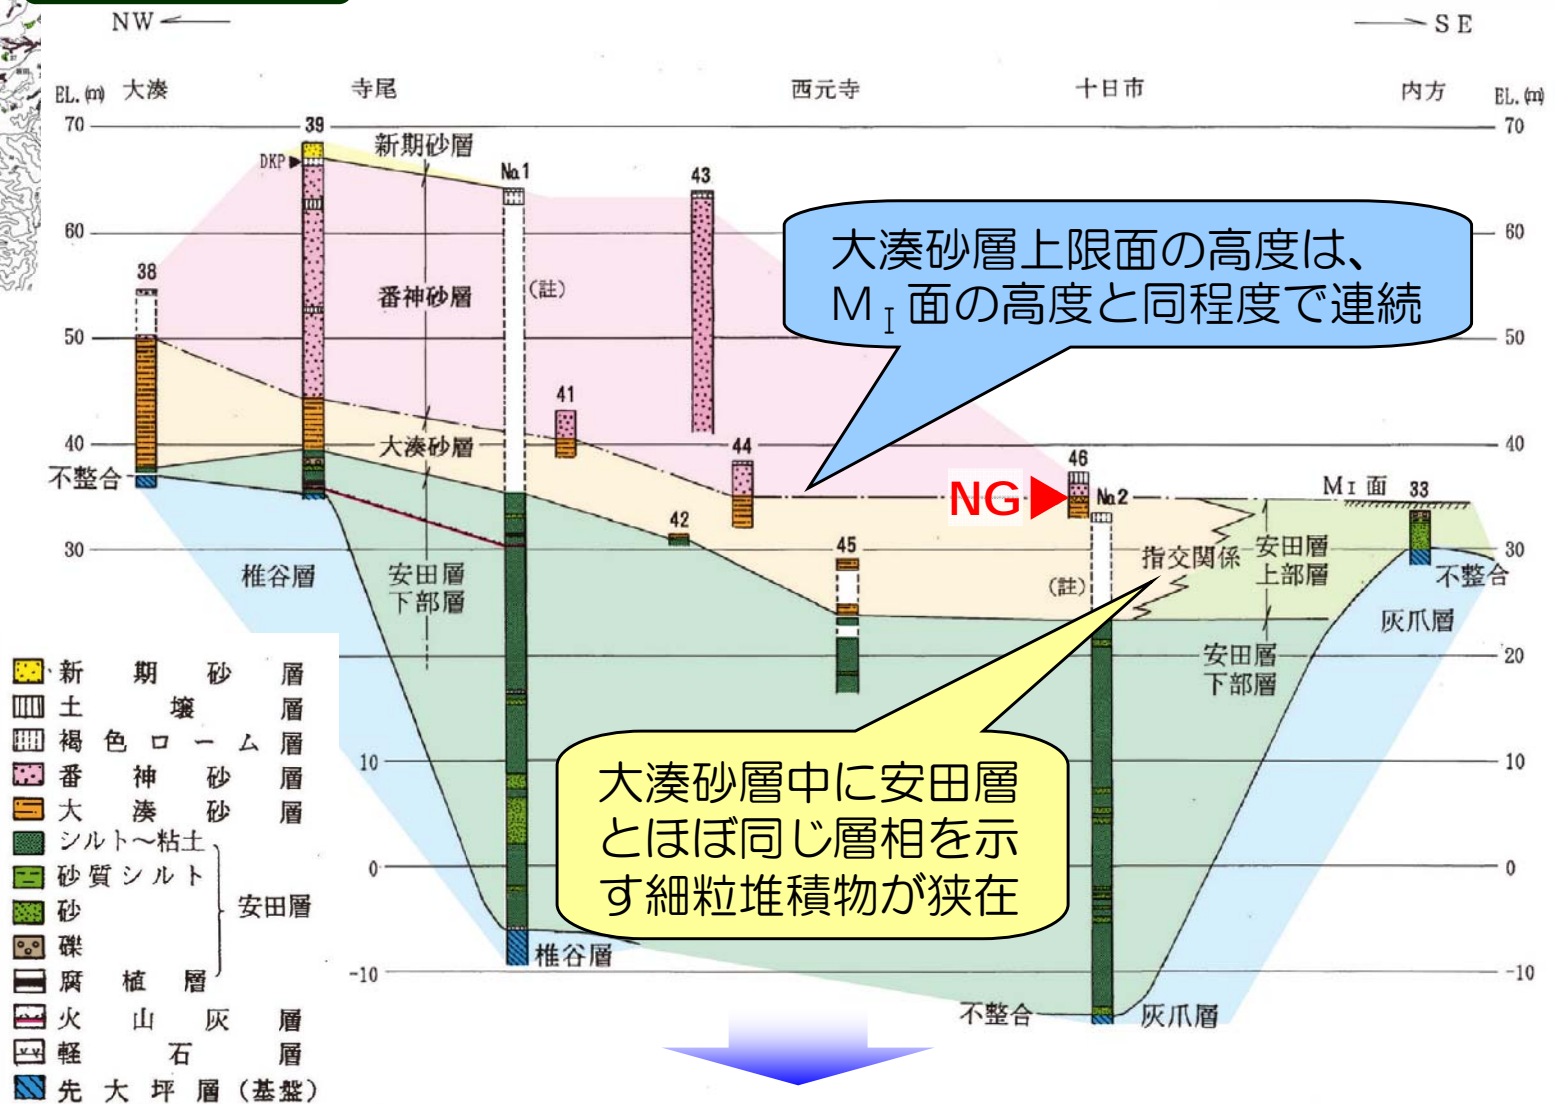 NW
SE
大湊
寺尾
西元寺
十日市
内方
EL.(m)
EL.(m)
70
70
39
新期砂層
DKP
No.1
43
60
60
大湊砂層上限面の高度は、
MⅠ面の高度と同程度で連続
38
番神砂層
(註)
50
50
41
44
40
大湊砂層
40
不整合
46
NG
No.2
MⅠ面
33
42
45
30
30
椎谷層
安田層
下部層
(註)
指交関係
安田層
上部層
不整合
灰爪層
20
安田層
下部層
10
10
大湊砂層中に安田層
とほぼ同じ層相を示
す細粒堆積物が狭在
0
0
椎谷層
-10
-10
不整合
灰爪層
新期砂層
土壌層
褐色ローム層
番神砂層
大湊砂層
シルト〜粘土
砂質シルト
砂
礫
腐植層
安田層
火山灰層
軽石層
先大坪層(基盤)